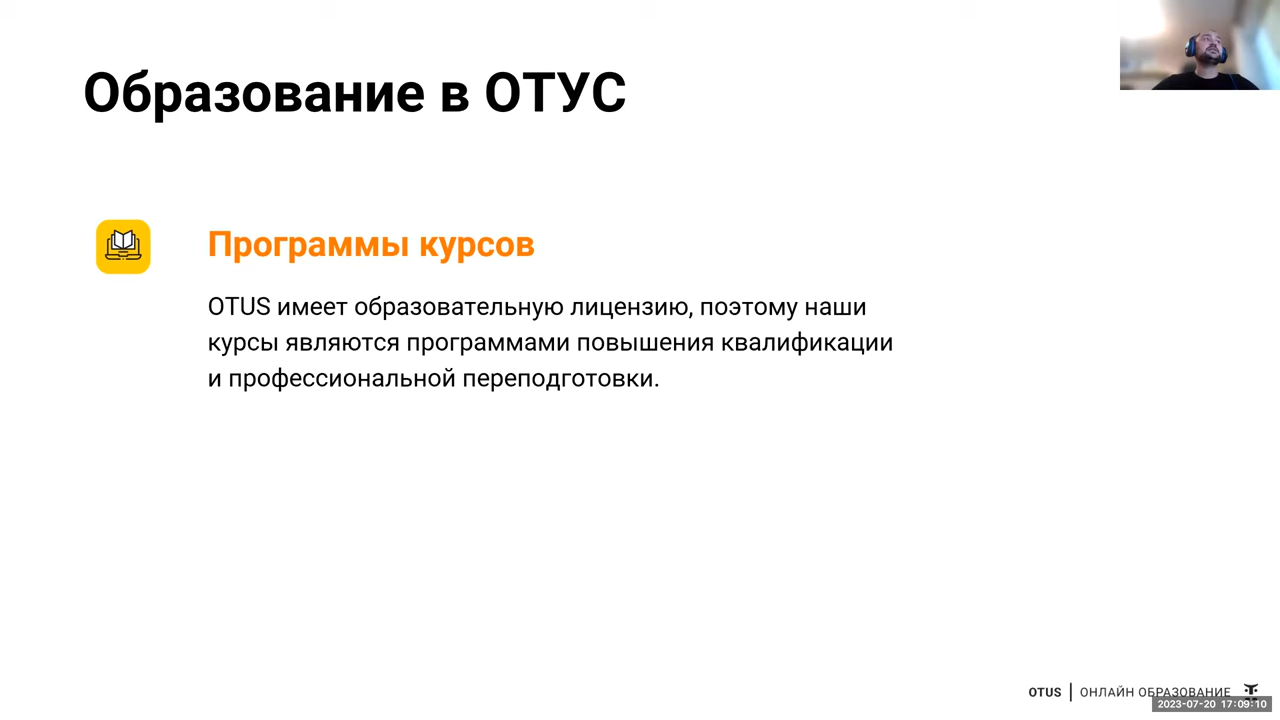 Образование в ОТУС
Программы курсов
OTUS имеет образовательную лицензию, поэтому наши
курсы являются программами повышения квалификации
и профессиональной переподготовки.
OTUS | ОНЛАЙН ОБРАЗОВАНИЕ
2023-07-20 17:09:10